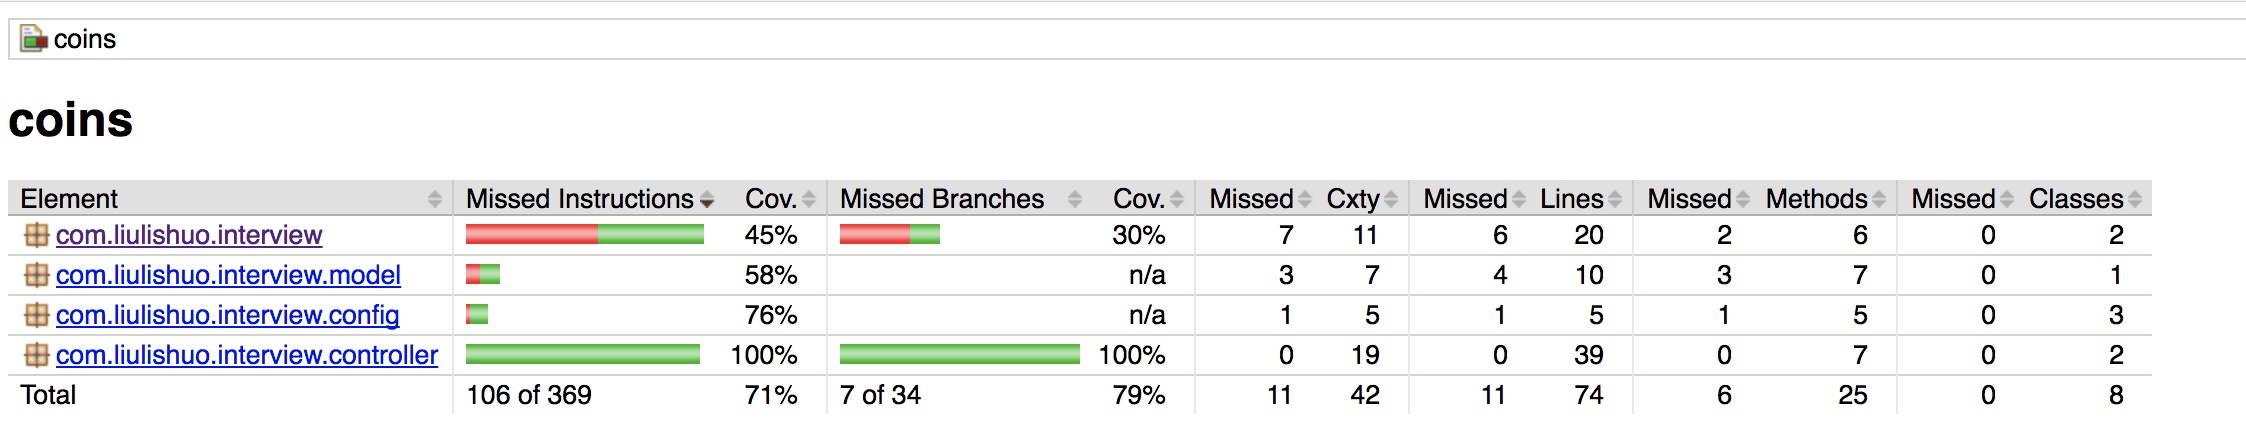 coins
coins
Element Missed Instructions Cov. Missed Branches Cov. Missed Cxty Missed Lines Missed Methods Missed Classes
com.liulishuo.interview 45% 30% 7 11 6 20 2 6 0 2
com.liulishuo.interview.model 58% n/a 3 7 4 10 3 7 0 1
com.liulishuo.interview.config 76% n/a 1 5 1 5 1 5 0 3
com.liulishuo.interview.controller 100% 100% 0 19 0 39 0 7 0 2
Total 106 of 369 71% 7 of 34 79% 11 42 11 74 6 25 0 8